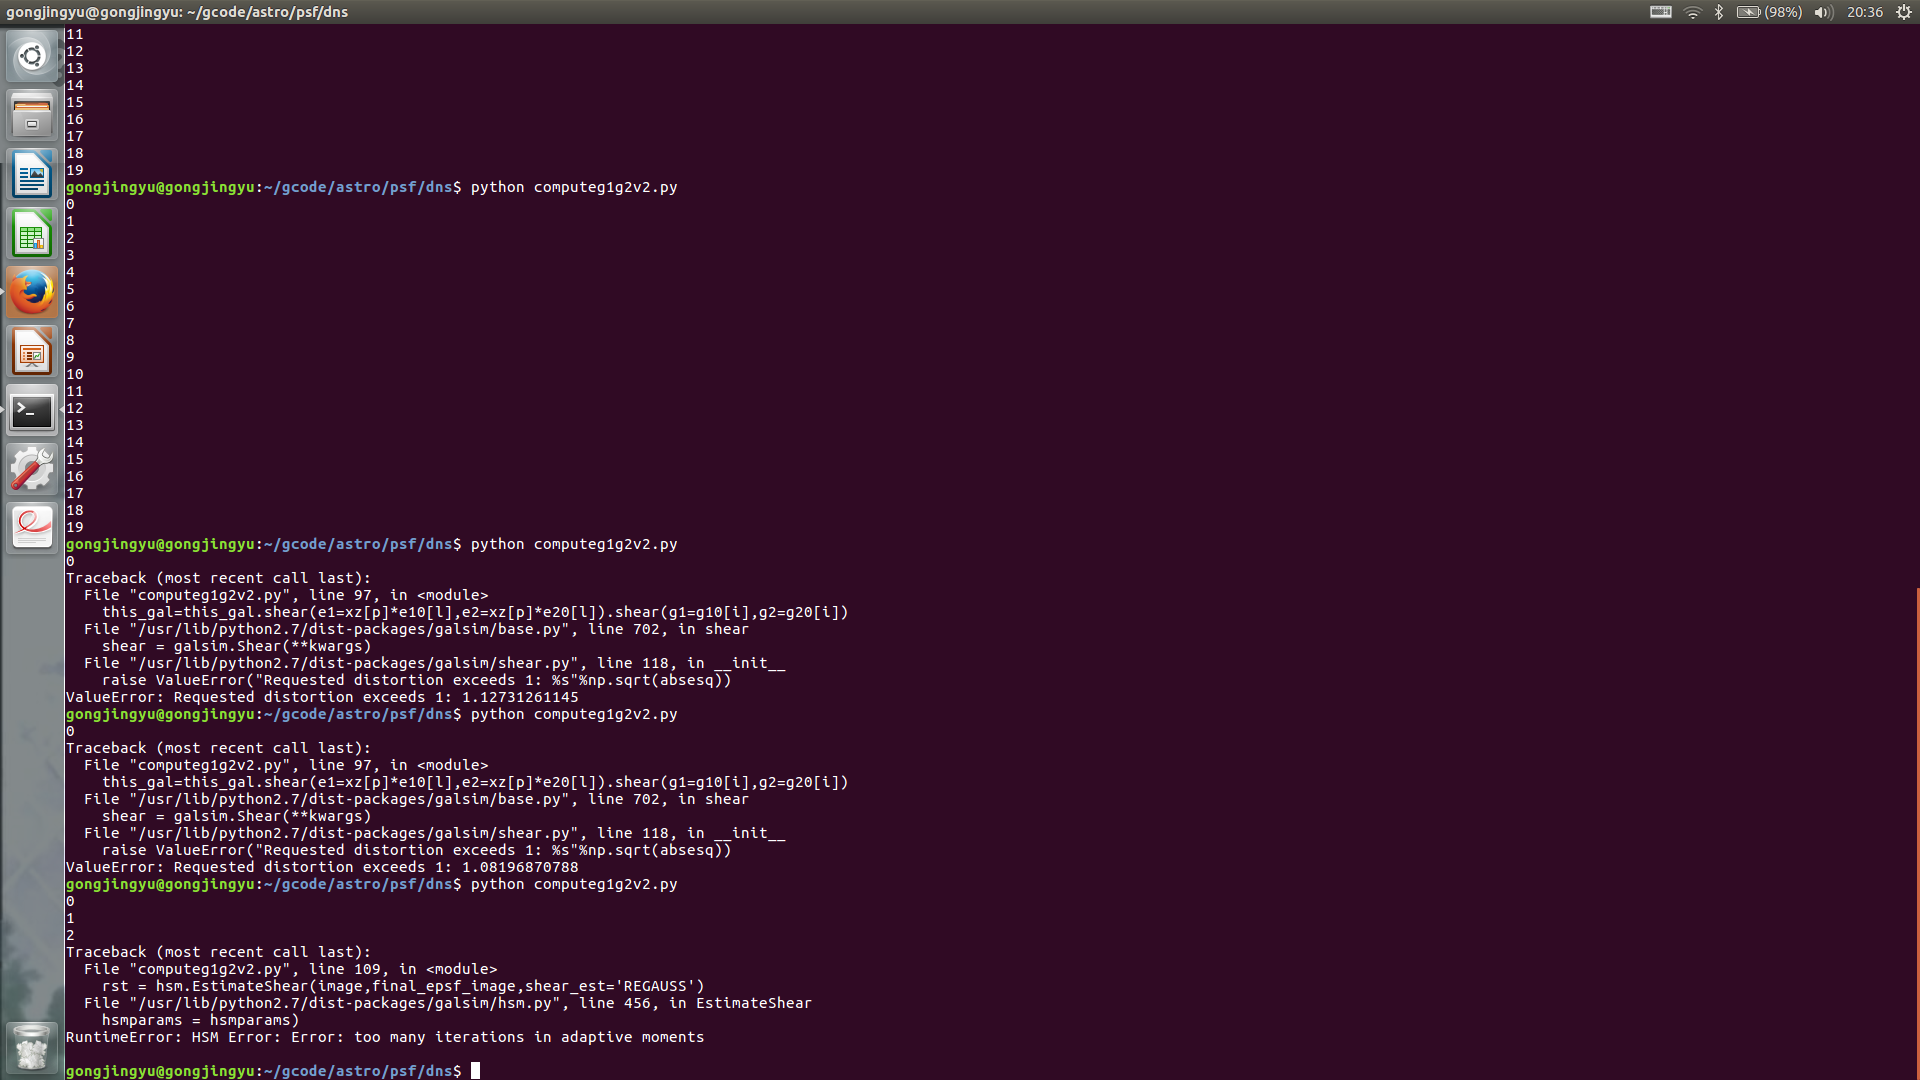 gongjingyu@gongjingyu: ~/gcode/astro/psf/dns
(98%) 20:36
11
12
13
14
15
16
17
18
19
gongjingyu@gongjingyu:~/gcode/astro/psf/dns$ python computeg1g2v2.py
0
1
2
3
4
5
6
7
8
9
10
11
12
13
14
15
16
17
18
19
gongjingyu@gongjingyu:~/gcode/astro/psf/dns$ python computeg1g2v2.py
0
Traceback (most recent call last):
  File "computeg1g2v2.py", line 97, in <module>
    this_gal=this_gal.shear(e1=xz[p]*e10[l],e2=xz[p]*e20[l]).shear(g1=g10[i],g2=g20[i])
  File "/usr/lib/python2.7/dist-packages/galsim/base.py", line 702, in shear
    shear = galsim.Shear(**kwargs)
  File "/usr/lib/python2.7/dist-packages/galsim/shear.py", line 118, in __init__
    raise ValueError("Requested distortion exceeds 1: %s"%np.sqrt(absesq))
ValueError: Requested distortion exceeds 1: 1.12731261145
gongjingyu@gongjingyu:~/gcode/astro/psf/dns$ python computeg1g2v2.py
0
Traceback (most recent call last):
  File "computeg1g2v2.py", line 97, in <module>
    this_gal=this_gal.shear(e1=xz[p]*e10[l],e2=xz[p]*e20[l]).shear(g1=g10[i],g2=g20[i])
  File "/usr/lib/python2.7/dist-packages/galsim/base.py", line 702, in shear
    shear = galsim.Shear(**kwargs)
  File "/usr/lib/python2.7/dist-packages/galsim/shear.py", line 118, in __init__
    raise ValueError("Requested distortion exceeds 1: %s"%np.sqrt(absesq))
ValueError: Requested distortion exceeds 1: 1.08196870788
gongjingyu@gongjingyu:~/gcode/astro/psf/dns$ python computeg1g2v2.py
0
1
2
Traceback (most recent call last):
  File "computeg1g2v2.py", line 109, in <module>
    rst = hsm.EstimateShear(image,final_epsf_image,shear_est='REGAUSS')
  File "/usr/lib/python2.7/dist-packages/galsim/hsm.py", line 456, in EstimateShear
    hsmparams = hsmparams)
RuntimeError: HSM Error: Error: too many iterations in adaptive moments
gongjingyu@gongjingyu:~/gcode/astro/psf/dns$